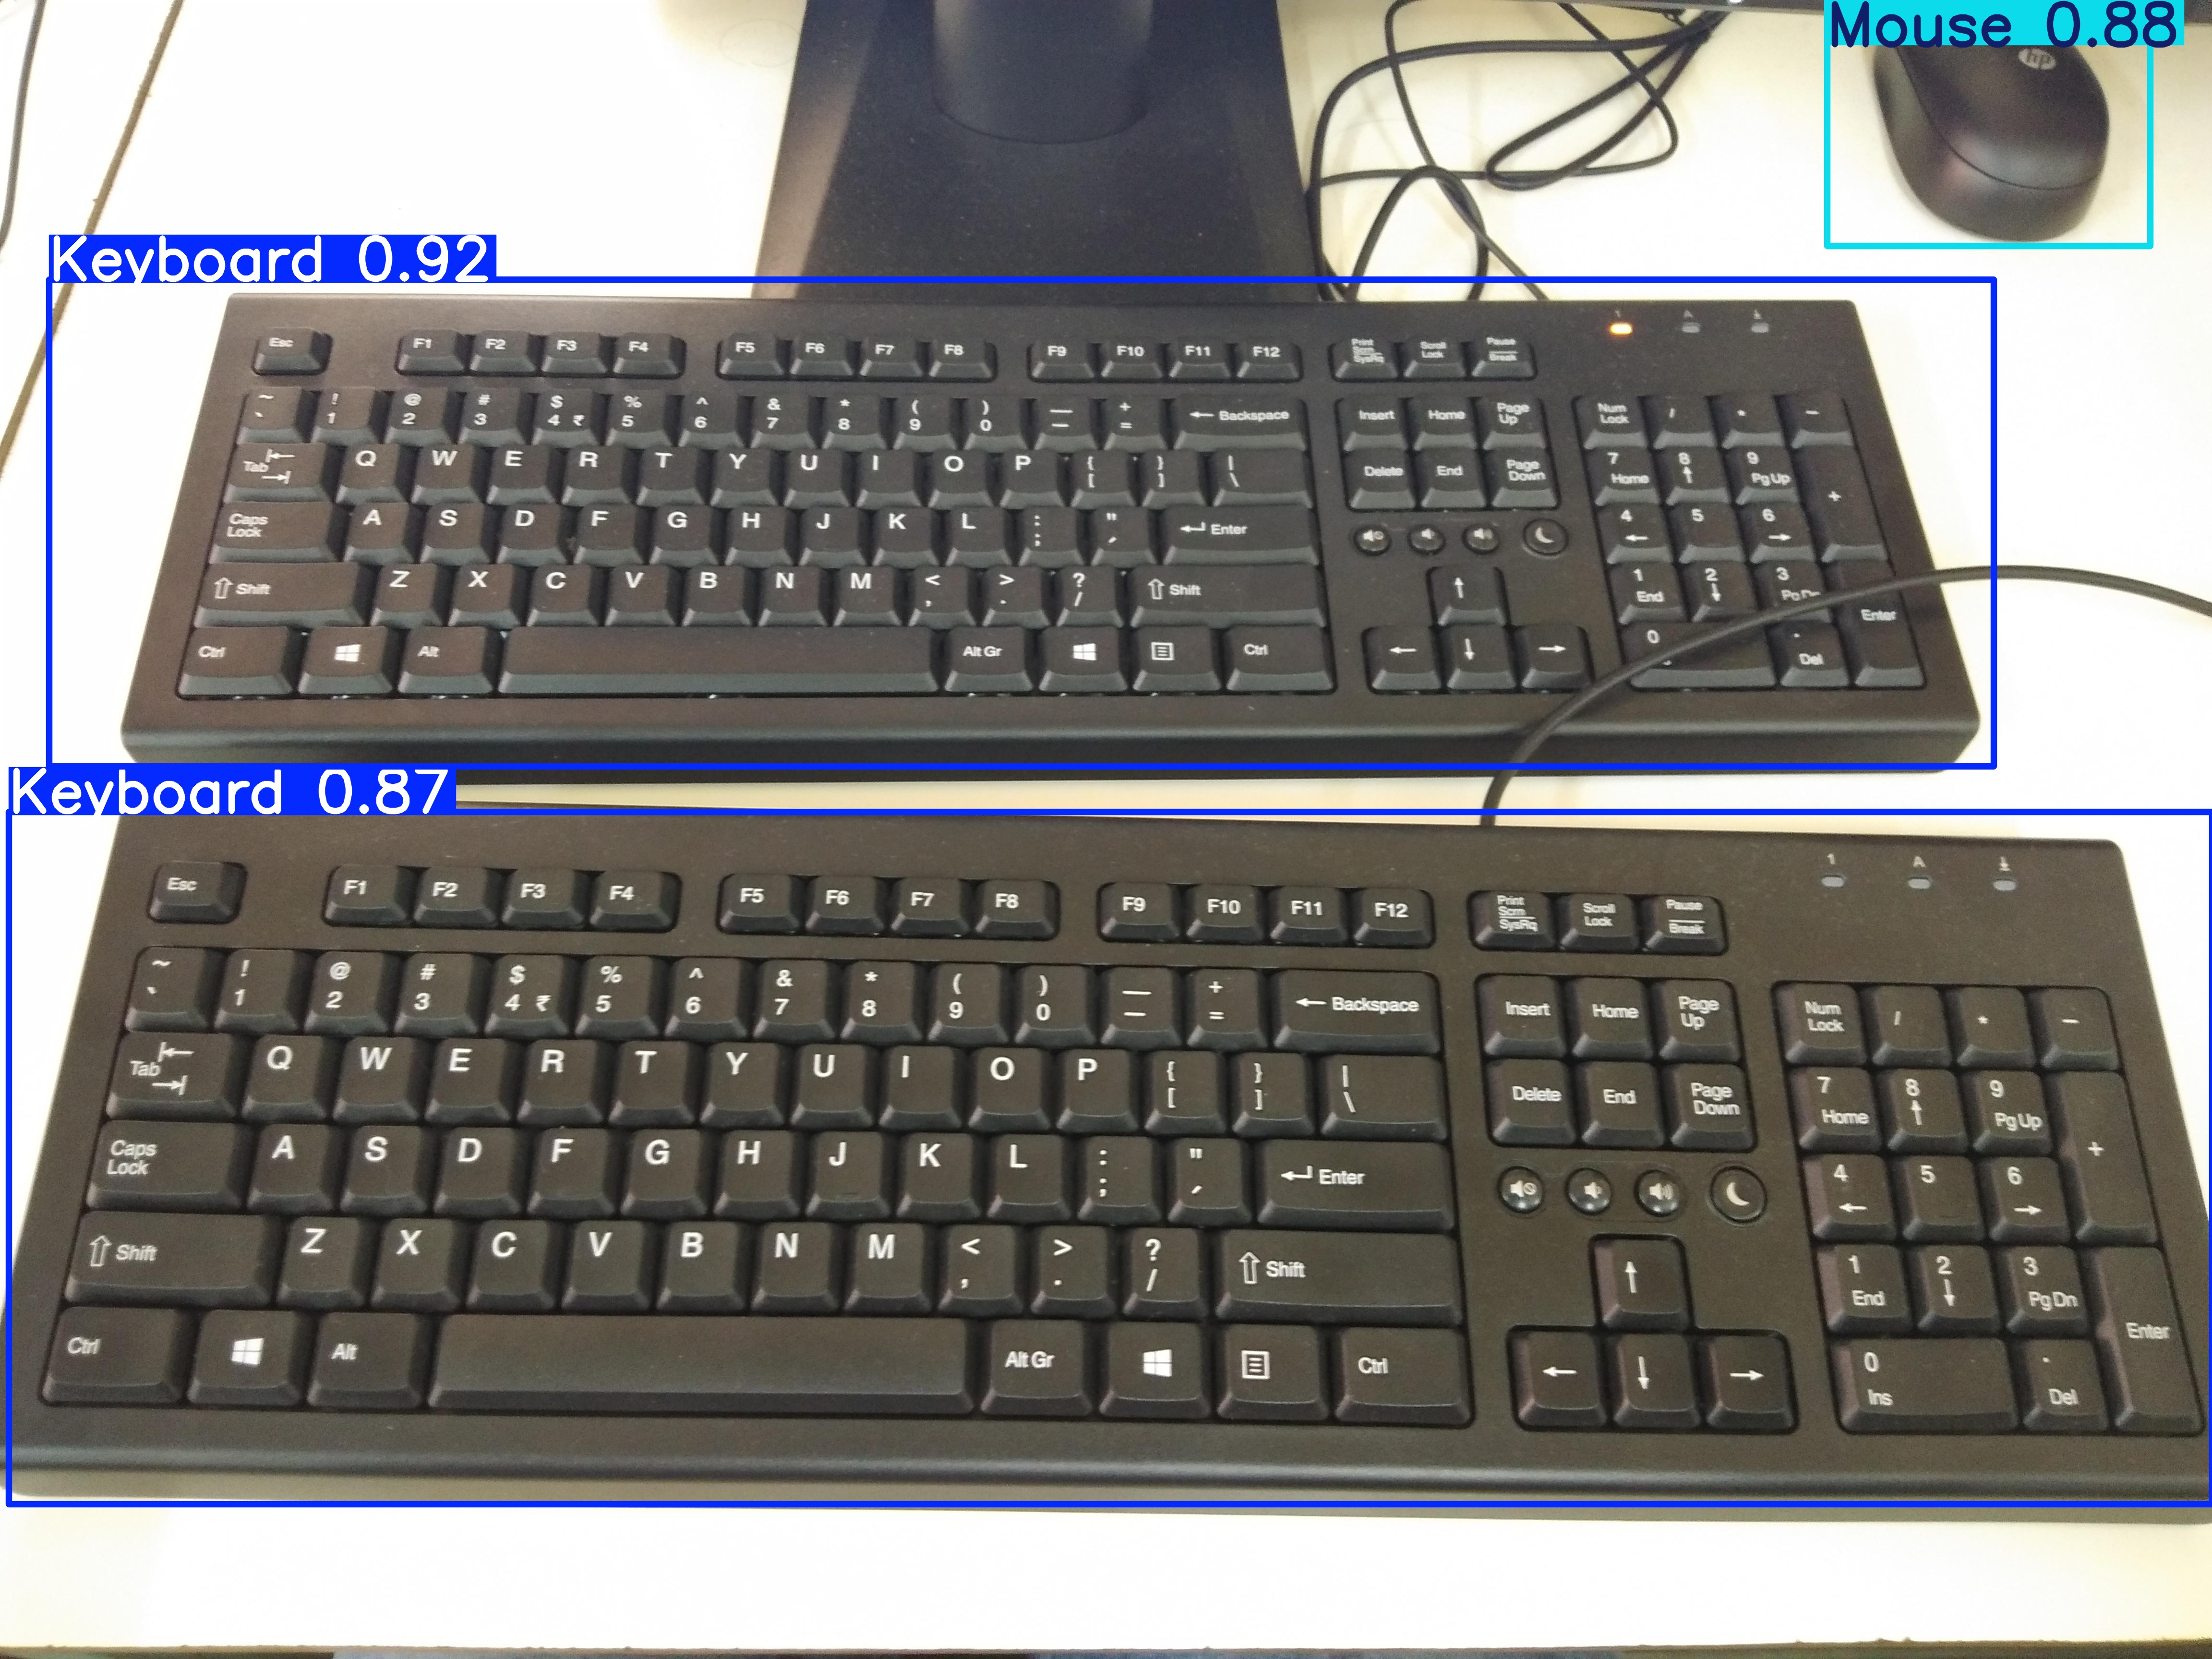 Mouse 0.88
hp
Keyboard 0.92
1 A
Esc F1 F2 F3 F4 F5 F6 F7 F8 F9 F10 F11 F12 Print Scrn SysRq Scroll Lock Pause Break
~ ! @ # $ % ^ & * ( ) — +
` 1 2 3 4 ₹ 5 6 7 8 9 0 – = ← Backspace Insert Home Page Up Num Lock / * –
Tab Q W E R T Y U I O P { [ } ] | \ Delete End Page Down 7 Home 8 ↑ 9 Pg Up +
Caps Lock A S D F G H J K L : ; " ' ↵ Enter 4 ← 5 6 →
⇧ Shift Z X C V B N M < , > . ? / ⇧ Shift ↑ 1 End 2 ↓ 3 Pg Dn Enter
Ctrl Alt Alt Gr Ctrl ← ↓ → 0 . Del
Keyboard 0.87
1 A
Esc F1 F2 F3 F4 F5 F6 F7 F8 F9 F10 F11 F12 Print Scrn SysRq Scroll Lock Pause Break
~ ! @ # $ % ^ & * ( ) — +
` 1 2 3 4 ₹ 5 6 7 8 9 0 – = ← Backspace Insert Home Page Up Num Lock / * –
Tab Q W E R T Y U I O P { [ } ] | \ Delete End Page Down 7 Home 8 ↑ 9 Pg Up +
Caps Lock A S D F G H J K L : ; " ' ↵ Enter 4 ← 5 6 →
⇧ Shift Z X C V B N M < , > . ? / ⇧ Shift ↑ 1 End 2 ↓ 3 Pg Dn Enter
Ctrl Alt Alt Gr Ctrl ← ↓ → 0 Ins . Del